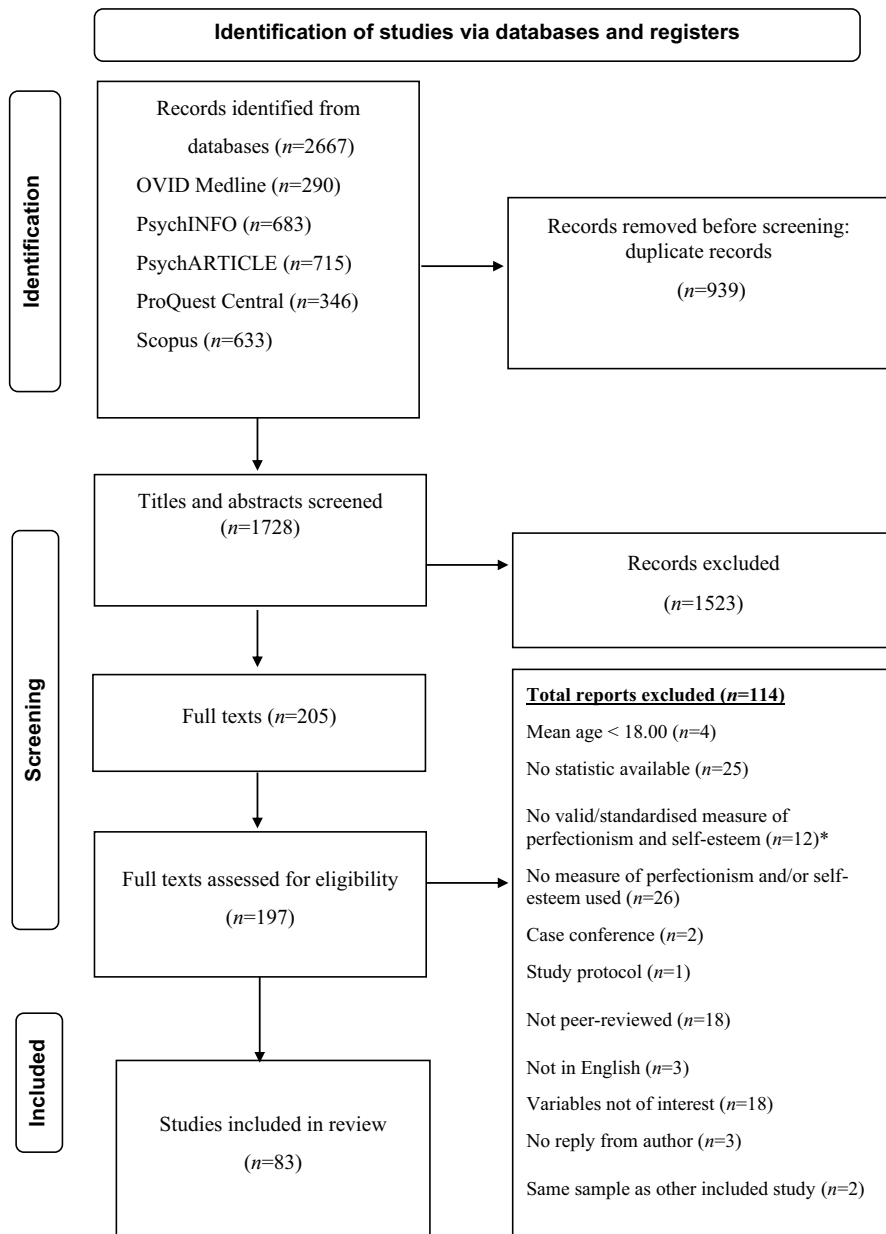 Identification of studies via databases and registers
Identification
Records identified from
databases (n=2667)
OVID Medline (n=290)
PsychINFO (n=683)
PsychARTICLE (n=715)
ProQuest Central (n=346)
Scopus (n=633)
Records removed before screening:
duplicate records
(n=939)
Screening
Titles and abstracts screened
(n=1728)
Records excluded
(n=1523)
Full texts (n=205)
Full texts assessed for eligibility
(n=197)
Total reports excluded (n=114)
Mean age < 18.00 (n=4)
No statistic available (n=25)
No valid/standardised measure of
perfectionism and self-esteem (n=12)*
No measure of perfectionism and/or self-
esteem used (n=26)
Case conference (n=2)
Study protocol (n=1)
Not peer-reviewed (n=18)
Not in English (n=3)
Variables not of interest (n=18)
No reply from author (n=3)
Same sample as other included study (n=2)
Included
Studies included in review
(n=83)